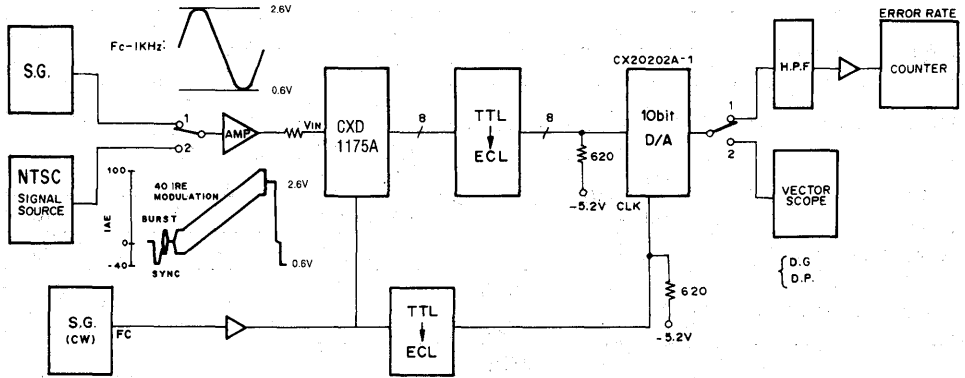 2.6V
Fc-1KHz:
0.6V
S.G.
1
2
AMP
VIN
CXD
1175A
8
TTL
ECL
8
620
-5.2V
CLK
CX20202A-1
10bit
D/A
1
2
H.P.F
ERROR RATE
COUNTER
VECTOR
SCOPE
D.G
D.P.
NTSC
SIGNAL
SOURCE
100
40 IRE
MODULATION
2.6V
IAE
BURST
0
-40
SYNC
0.6V
S.G.
(CW)
FC
TTL
ECL
620
-5.2V